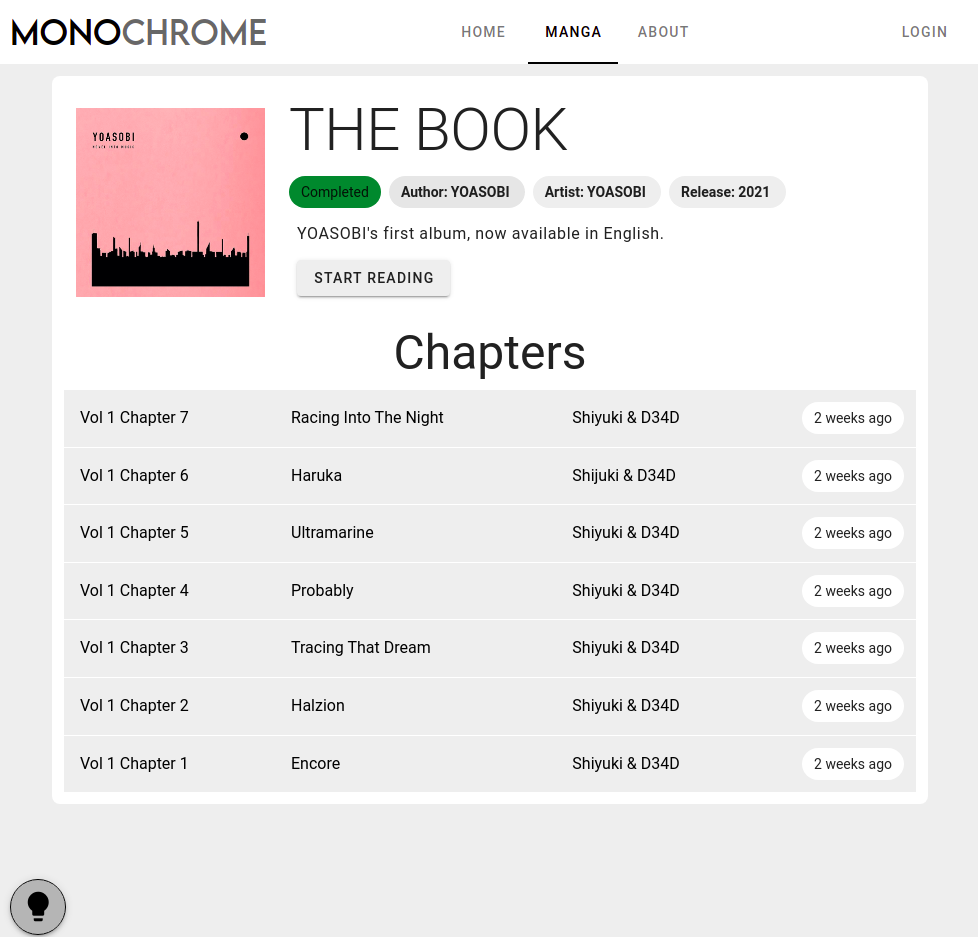 MONOCHROME
HOME MANGA ABOUT LOGIN
YOASOBI
THE BOOK
Completed Author: YOASOBI Artist: YOASOBI Release: 2021
YOASOBI's first album, now available in English.
START READING
Chapters
Vol 1 Chapter 7 Racing Into The Night Shiyuki & D34D 2 weeks ago
Vol 1 Chapter 6 Haruka Shijuki & D34D 2 weeks ago
Vol 1 Chapter 5 Ultramarine Shiyuki & D34D 2 weeks ago
Vol 1 Chapter 4 Probably Shiyuki & D34D 2 weeks ago
Vol 1 Chapter 3 Tracing That Dream Shiyuki & D34D 2 weeks ago
Vol 1 Chapter 2 Halzion Shiyuki & D34D 2 weeks ago
Vol 1 Chapter 1 Encore Shiyuki & D34D 2 weeks ago